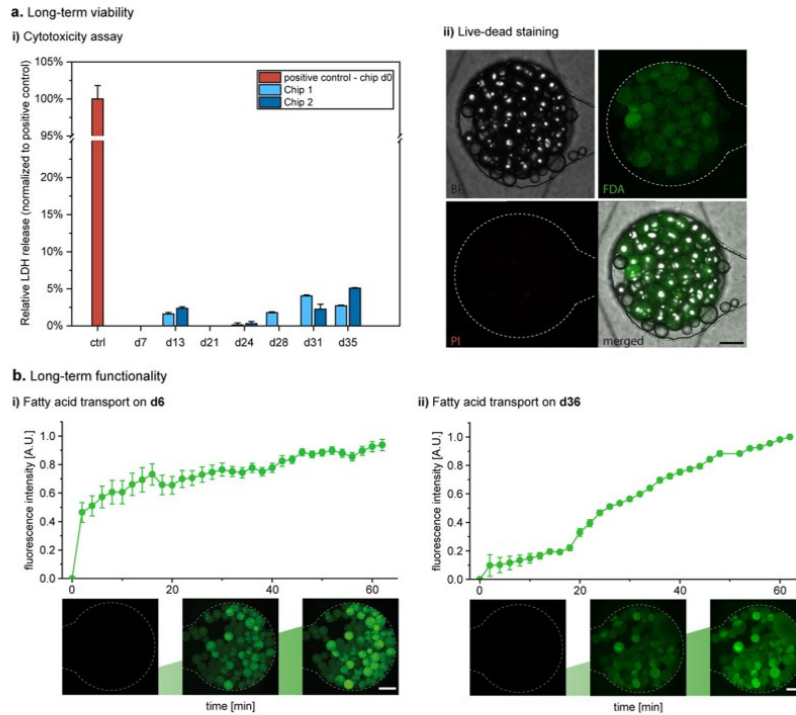 a. Long-term viability
i) Cytotoxicity assay
ii) Live-dead staining
Relative LDH release (normalized to positive control)
105%
100%
95%
20%
15%
10%
5%
0%
positive control - chip d0
Chip 1
Chip 2
ctrl d7 d13 d21 d24 d28 d31 d35
BF
FDA
PI
merged
b. Long-term functionality
i) Fatty acid transport on d6
fluorescence intensity [A.U.]
1.0
0.8
0.6
0.4
0.2
0.0
0 20 40 60
time [min]
ii) Fatty acid transport on d36
fluorescence intensity [A.U.]
1.0
0.8
0.6
0.4
0.2
0.0
0 20 40 60
time [min]